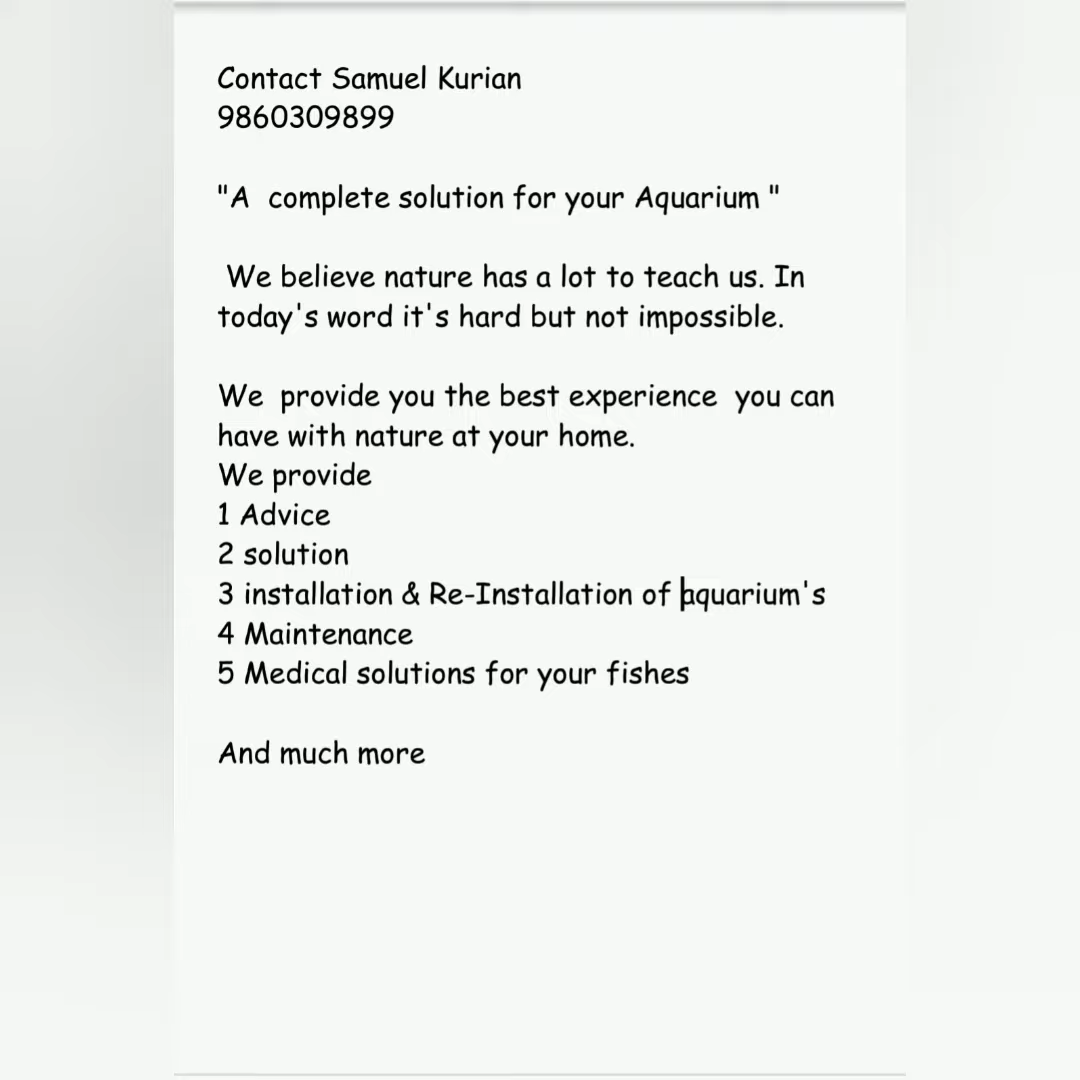 Contact Samuel Kurian
9860309899
"A  complete solution for your Aquarium "
We believe nature has a lot to teach us. In
today's word it's hard but not impossible.
We  provide you the best experience  you can
have with nature at your home.
We provide
1 Advice
2 solution
3 installation & Re-Installation of aquarium's
4 Maintenance
5 Medical solutions for your fishes
And much more